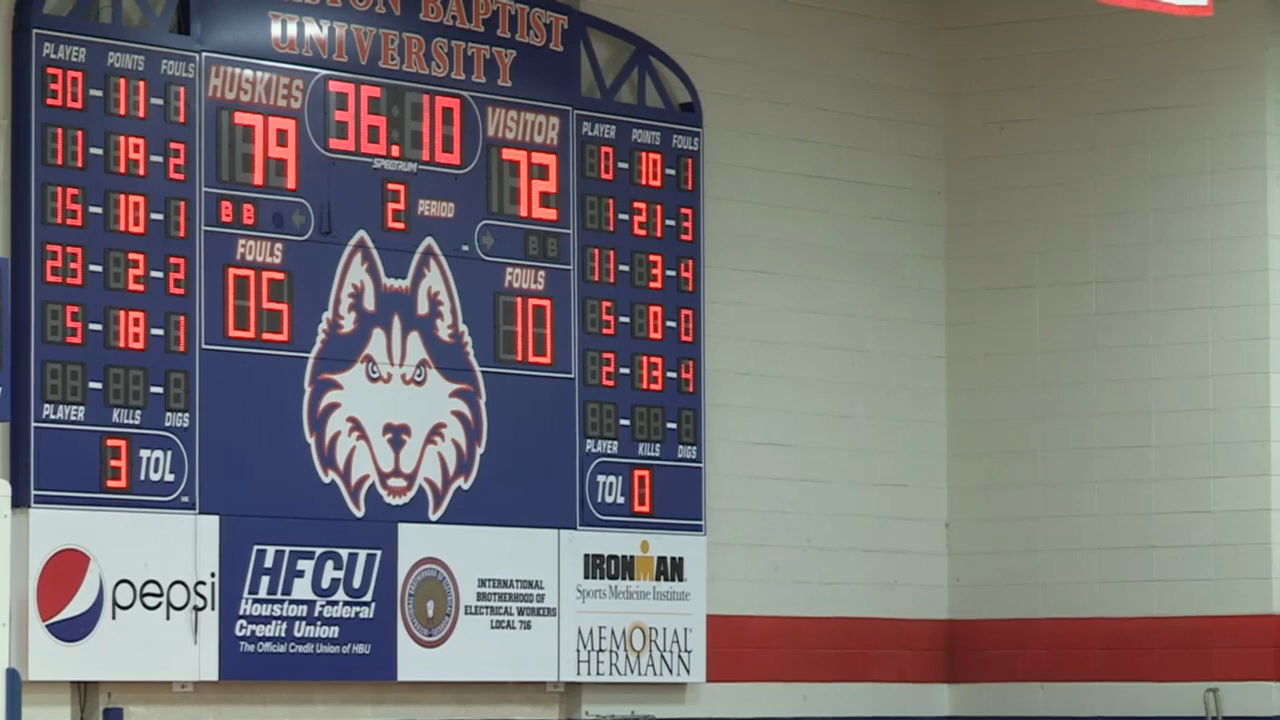 BAPTIST
UNIVERSITY
PLAYER POINTS FOULS
30-11-1
11-19-2
15-10-1
23-2-2
5-18-1
PLAYER KILLS DIGS
3 TOL
HUSKIES
79
36.10
SPECTRUM
VISITOR
72
BB
2 PERIOD
BB
FOULS
05
FOULS
10
PLAYER POINTS FOULS
0-10-1
1-21-3
11-3-4
5-0-0
2-13-4
PLAYER KILLS DIGS
TOL 0
pepsi
HFCU
Houston Federal
Credit Union
The Official Credit Union of HBU
INTERNATIONAL
BROTHERHOOD OF
ELECTRICAL WORKERS
LOCAL 716
IRONMAN
Sports Medicine Institute
MEMORIAL
HERMANN